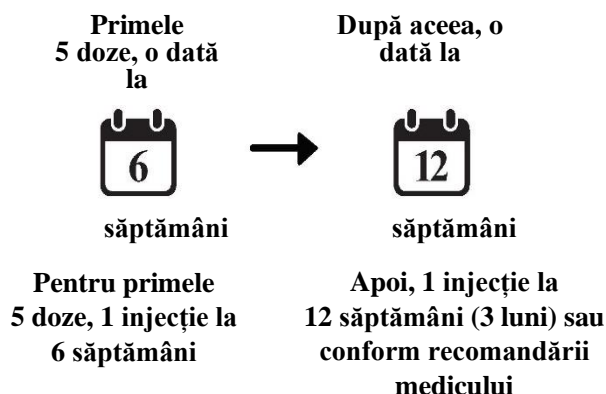 Primele
5 doze, o dată
la
6
săptămâni
Pentru primele
5 doze, 1 injecție la
6 săptămâni
După aceea, o
dată la
12
săptămâni
Apoi, 1 injecție la
12 săptămâni (3 luni) sau
conform recomandării
medicului